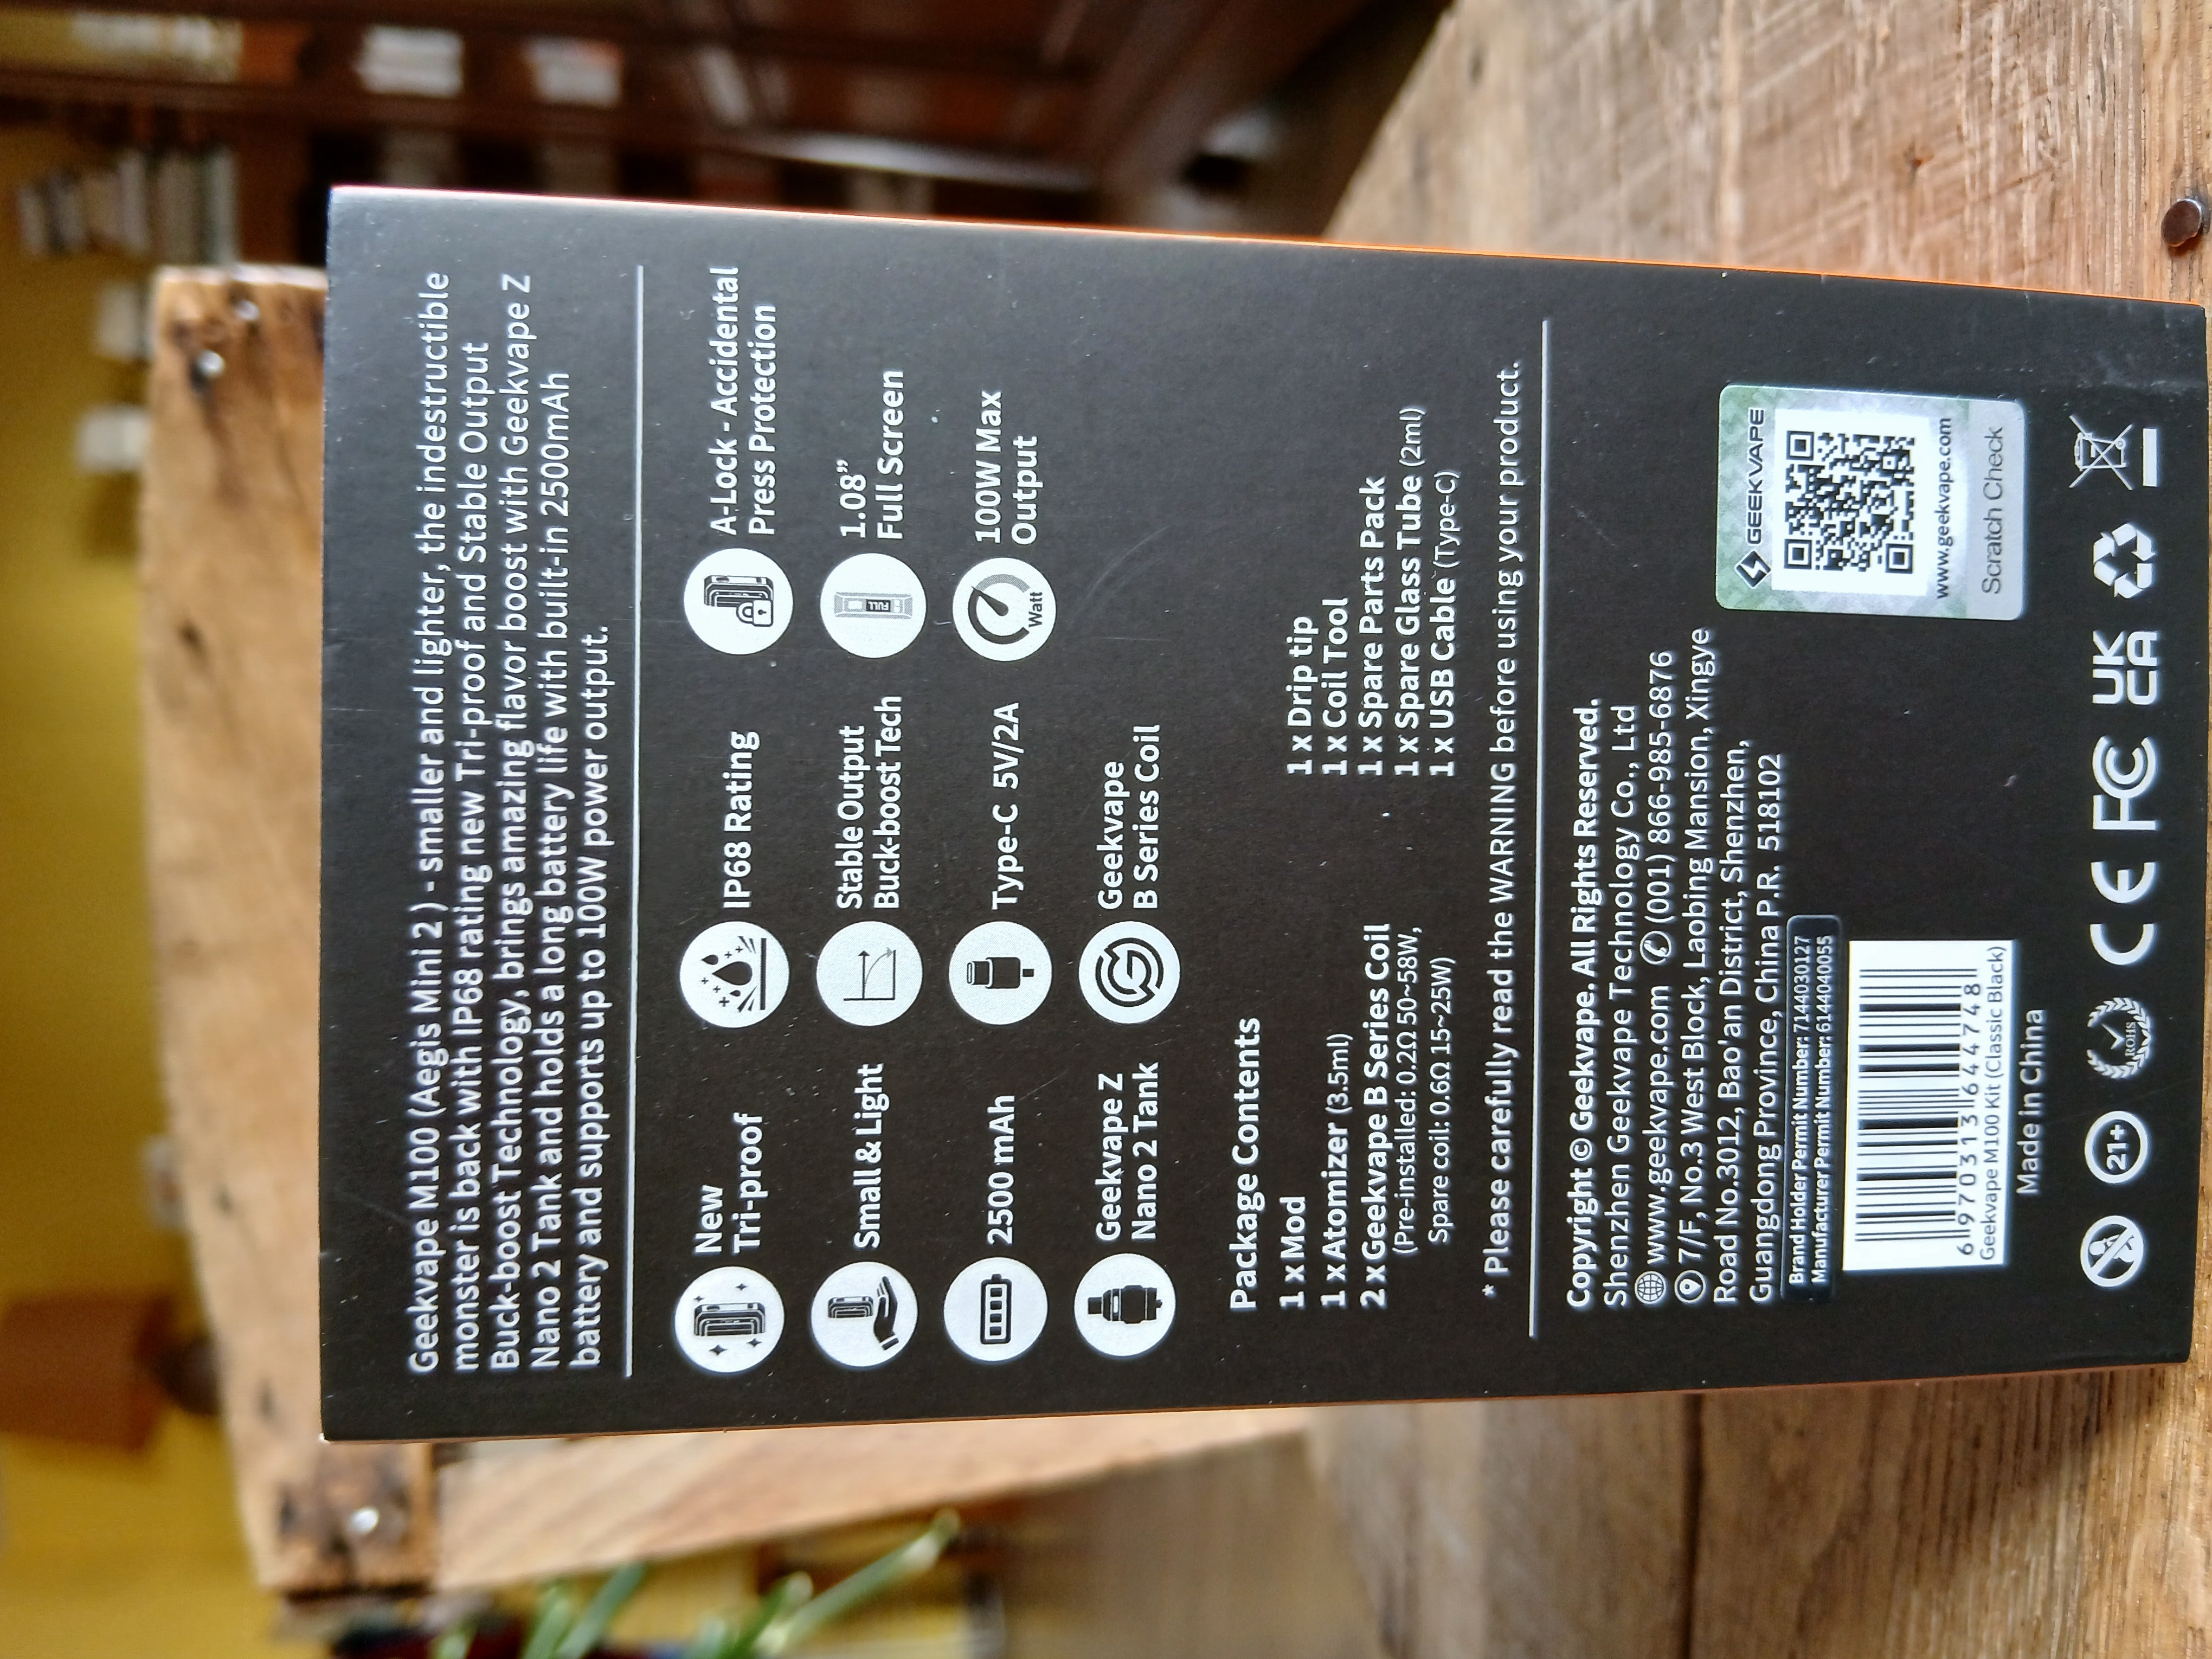 Geekvape M100 (Aegis Mini 2 ) - smaller and lighter, the indestructible
monster is back with IP68 rating new Tri-proof and Stable Output
Buck-boost Technology, brings amazing flavor boost with Geekvape Z
Nano 2 Tank and holds a long battery life with built-in 2500mAh
battery and supports up to 100W power output.
New
Tri-proof
IP68 Rating
A-Lock - Accidental
Press Protection
Small & Light
Stable Output
Buck-boost Tech
1.08”
Full Screen
FULL
2500 mAh
Type-C 5V/2A
100W Max
Output
Watt
Geekvape Z
Nano 2 Tank
Geekvape
B Series Coil
Package Contents
1 x Mod
1 x Atomizer (3.5ml)
2 x Geekvape B Series Coil
(Pre-installed: 0.2Ω 50~58W,
Spare coil: 0.6Ω 15~25W)
1 x Drip tip
1 x Coil Tool
1 x Spare Parts Pack
1 x Spare Glass Tube (2ml)
1 x USB Cable (Type-C)
* Please carefully read the WARNING before using your product.
Copyright © Geekvape. All Rights Reserved.
Shenzhen Geekvape Technology Co., Ltd
www.geekvape.com (001) 866-985-6876
7/F, No.3 West Block, Laobing Mansion, Xingye
Road No.3012, Bao'an District, Shenzhen,
Guangdong Province, China P.R. 518102
Brand Holder Permit Number: 7144030127
Manufacturer Permit Number:6144040055
6 970313 644748
Geekvape M100 Kit (Classic Black)
Made in China
GEEKVAPE
www.geekvape.com
Scratch Check
21+
ROHS
CE
FC
UK
CA